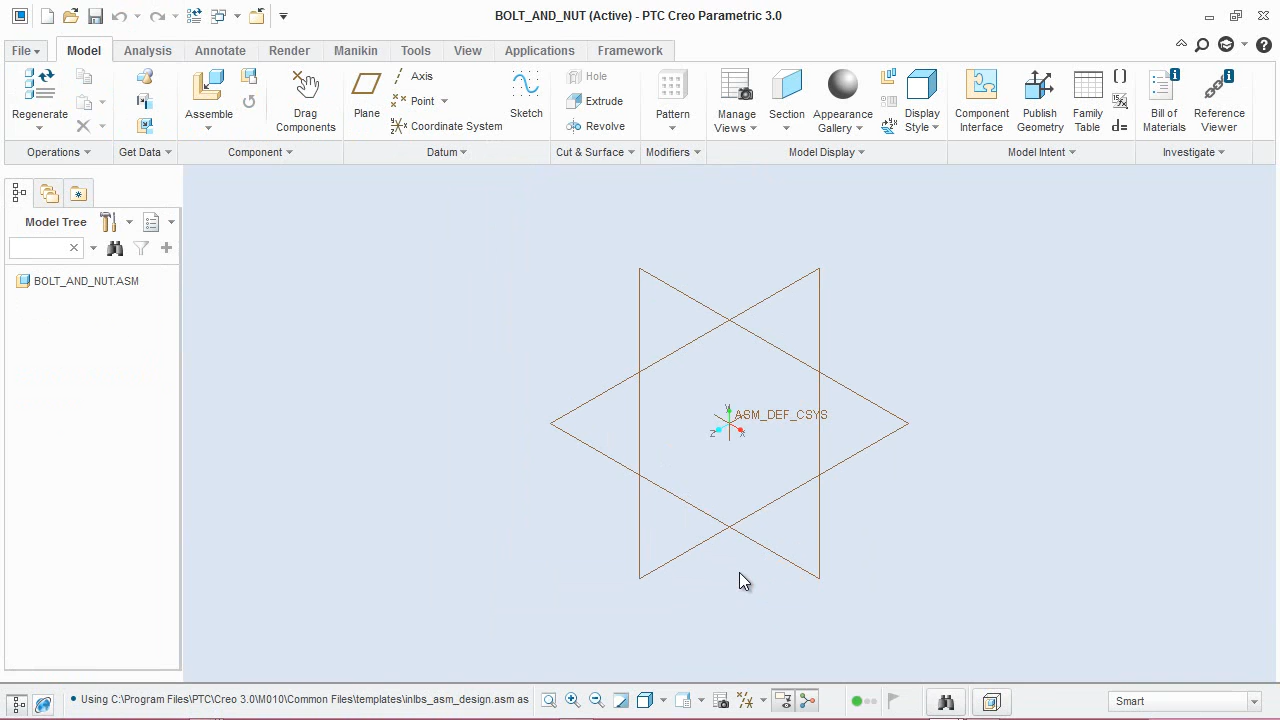 BOLT_AND_NUT (Active) - PTC Creo Parametric 3.0
File Model Analysis Annotate Render Manikin Tools View Applications Framework
Regenerate
Operations
Get Data
Assemble
Drag Components
Component
Plane
Axis
Point
Coordinate System
Sketch
Datum
Hole
Extrude
Revolve
Cut & Surface
Pattern
Modifiers
Manage Views
Section
Appearance Gallery
Display Style
Model Display
Component Interface
Publish Geometry
Family Table
d=
Model Intent
Bill of Materials
Reference Viewer
Investigate
Model Tree
BOLT_AND_NUT.ASM
Y
ASM_DEF_CSYS
Z
X
Using C:\Program Files\PTC\Creo 3.0\M010\Common Files\templates\inlbs_asm_design.asm as
Smart